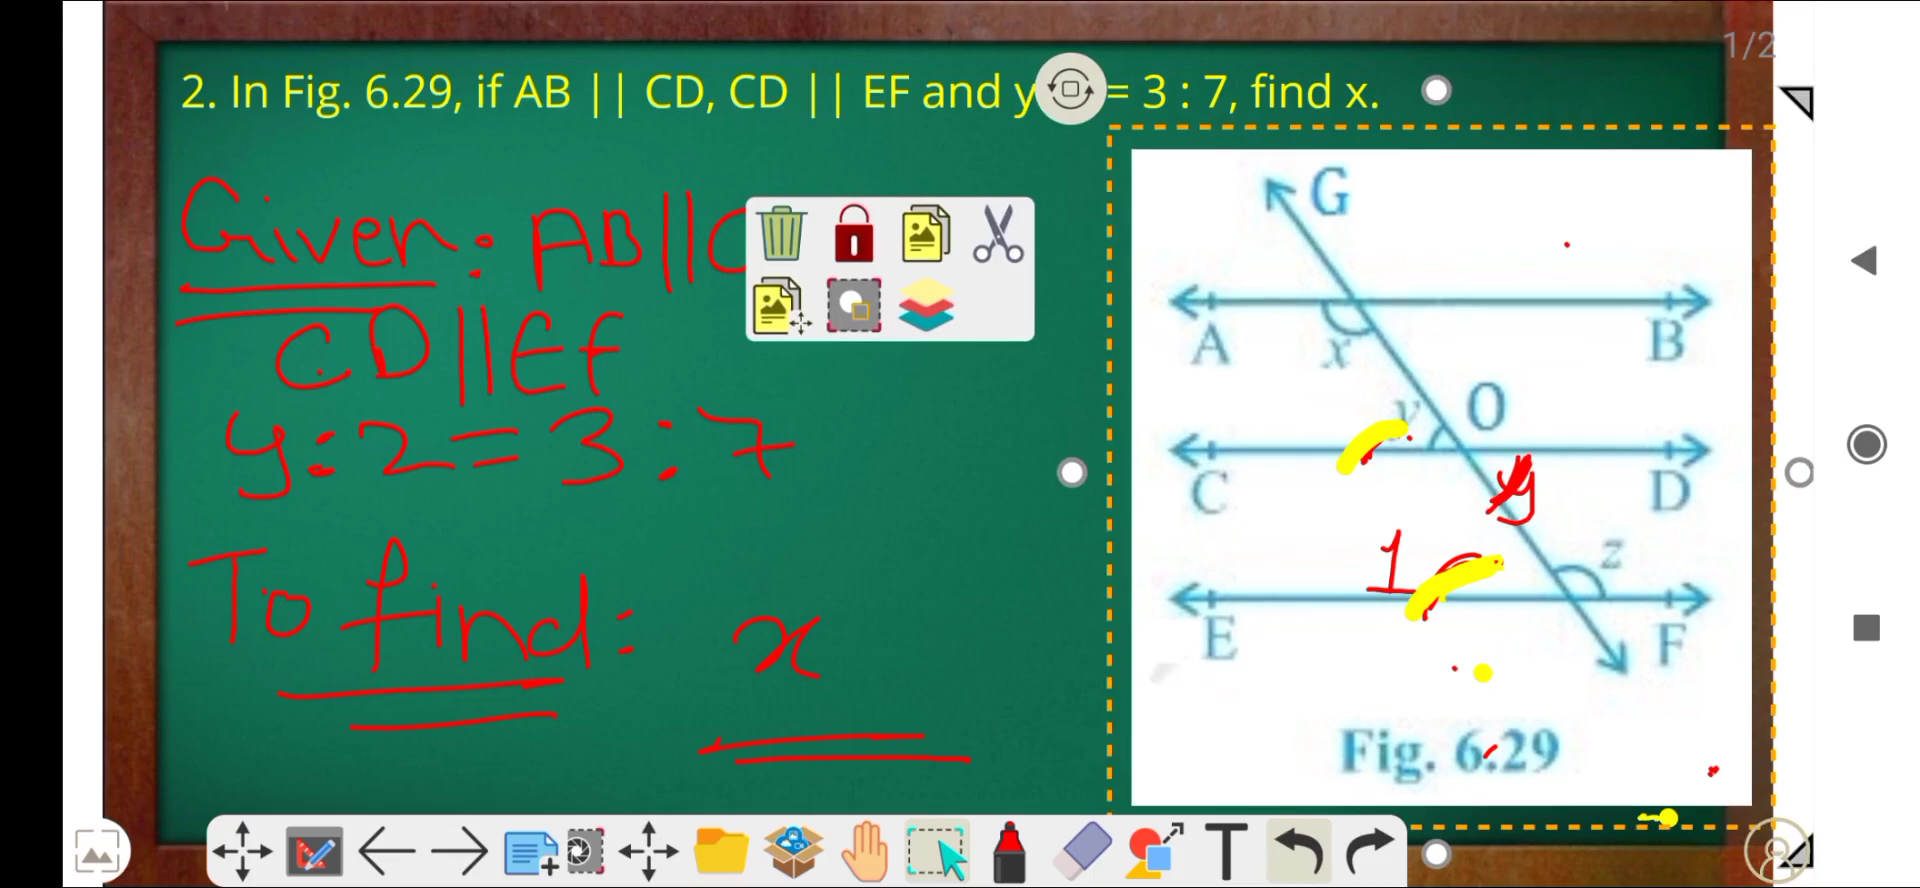 1/2
2. In Fig. 6.29, if AB || CD, CD || EF and y = 3 : 7, find x.
Given: AB||C
CD||EF
y:2=3:7
To find: x
G
A x B
y O
C D
y
1 z
E F
Fig. 6.29
T